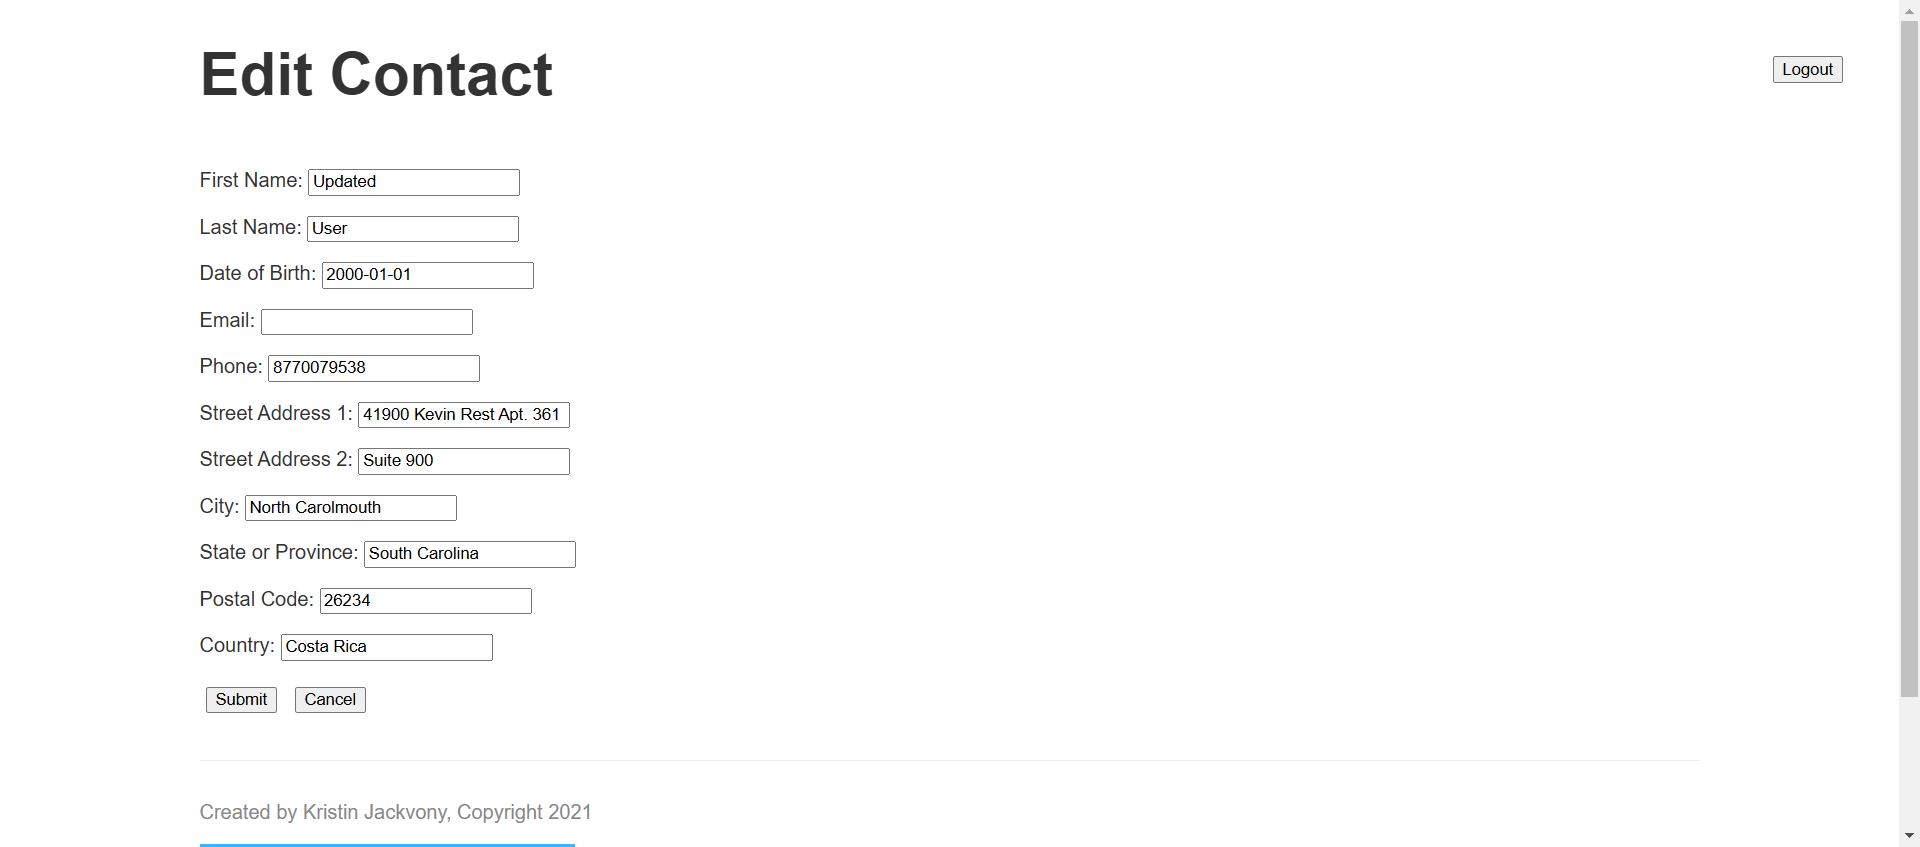 Edit Contact
Logout
First Name: Updated
Last Name: User
Date of Birth: 2000-01-01
Email:
Phone: 8770079538
Street Address 1: 41900 Kevin Rest Apt. 361
Street Address 2: Suite 900
City: North Carolmouth
State or Province: South Carolina
Postal Code: 26234
Country: Costa Rica
Submit Cancel
Created by Kristin Jackvony, Copyright 2021